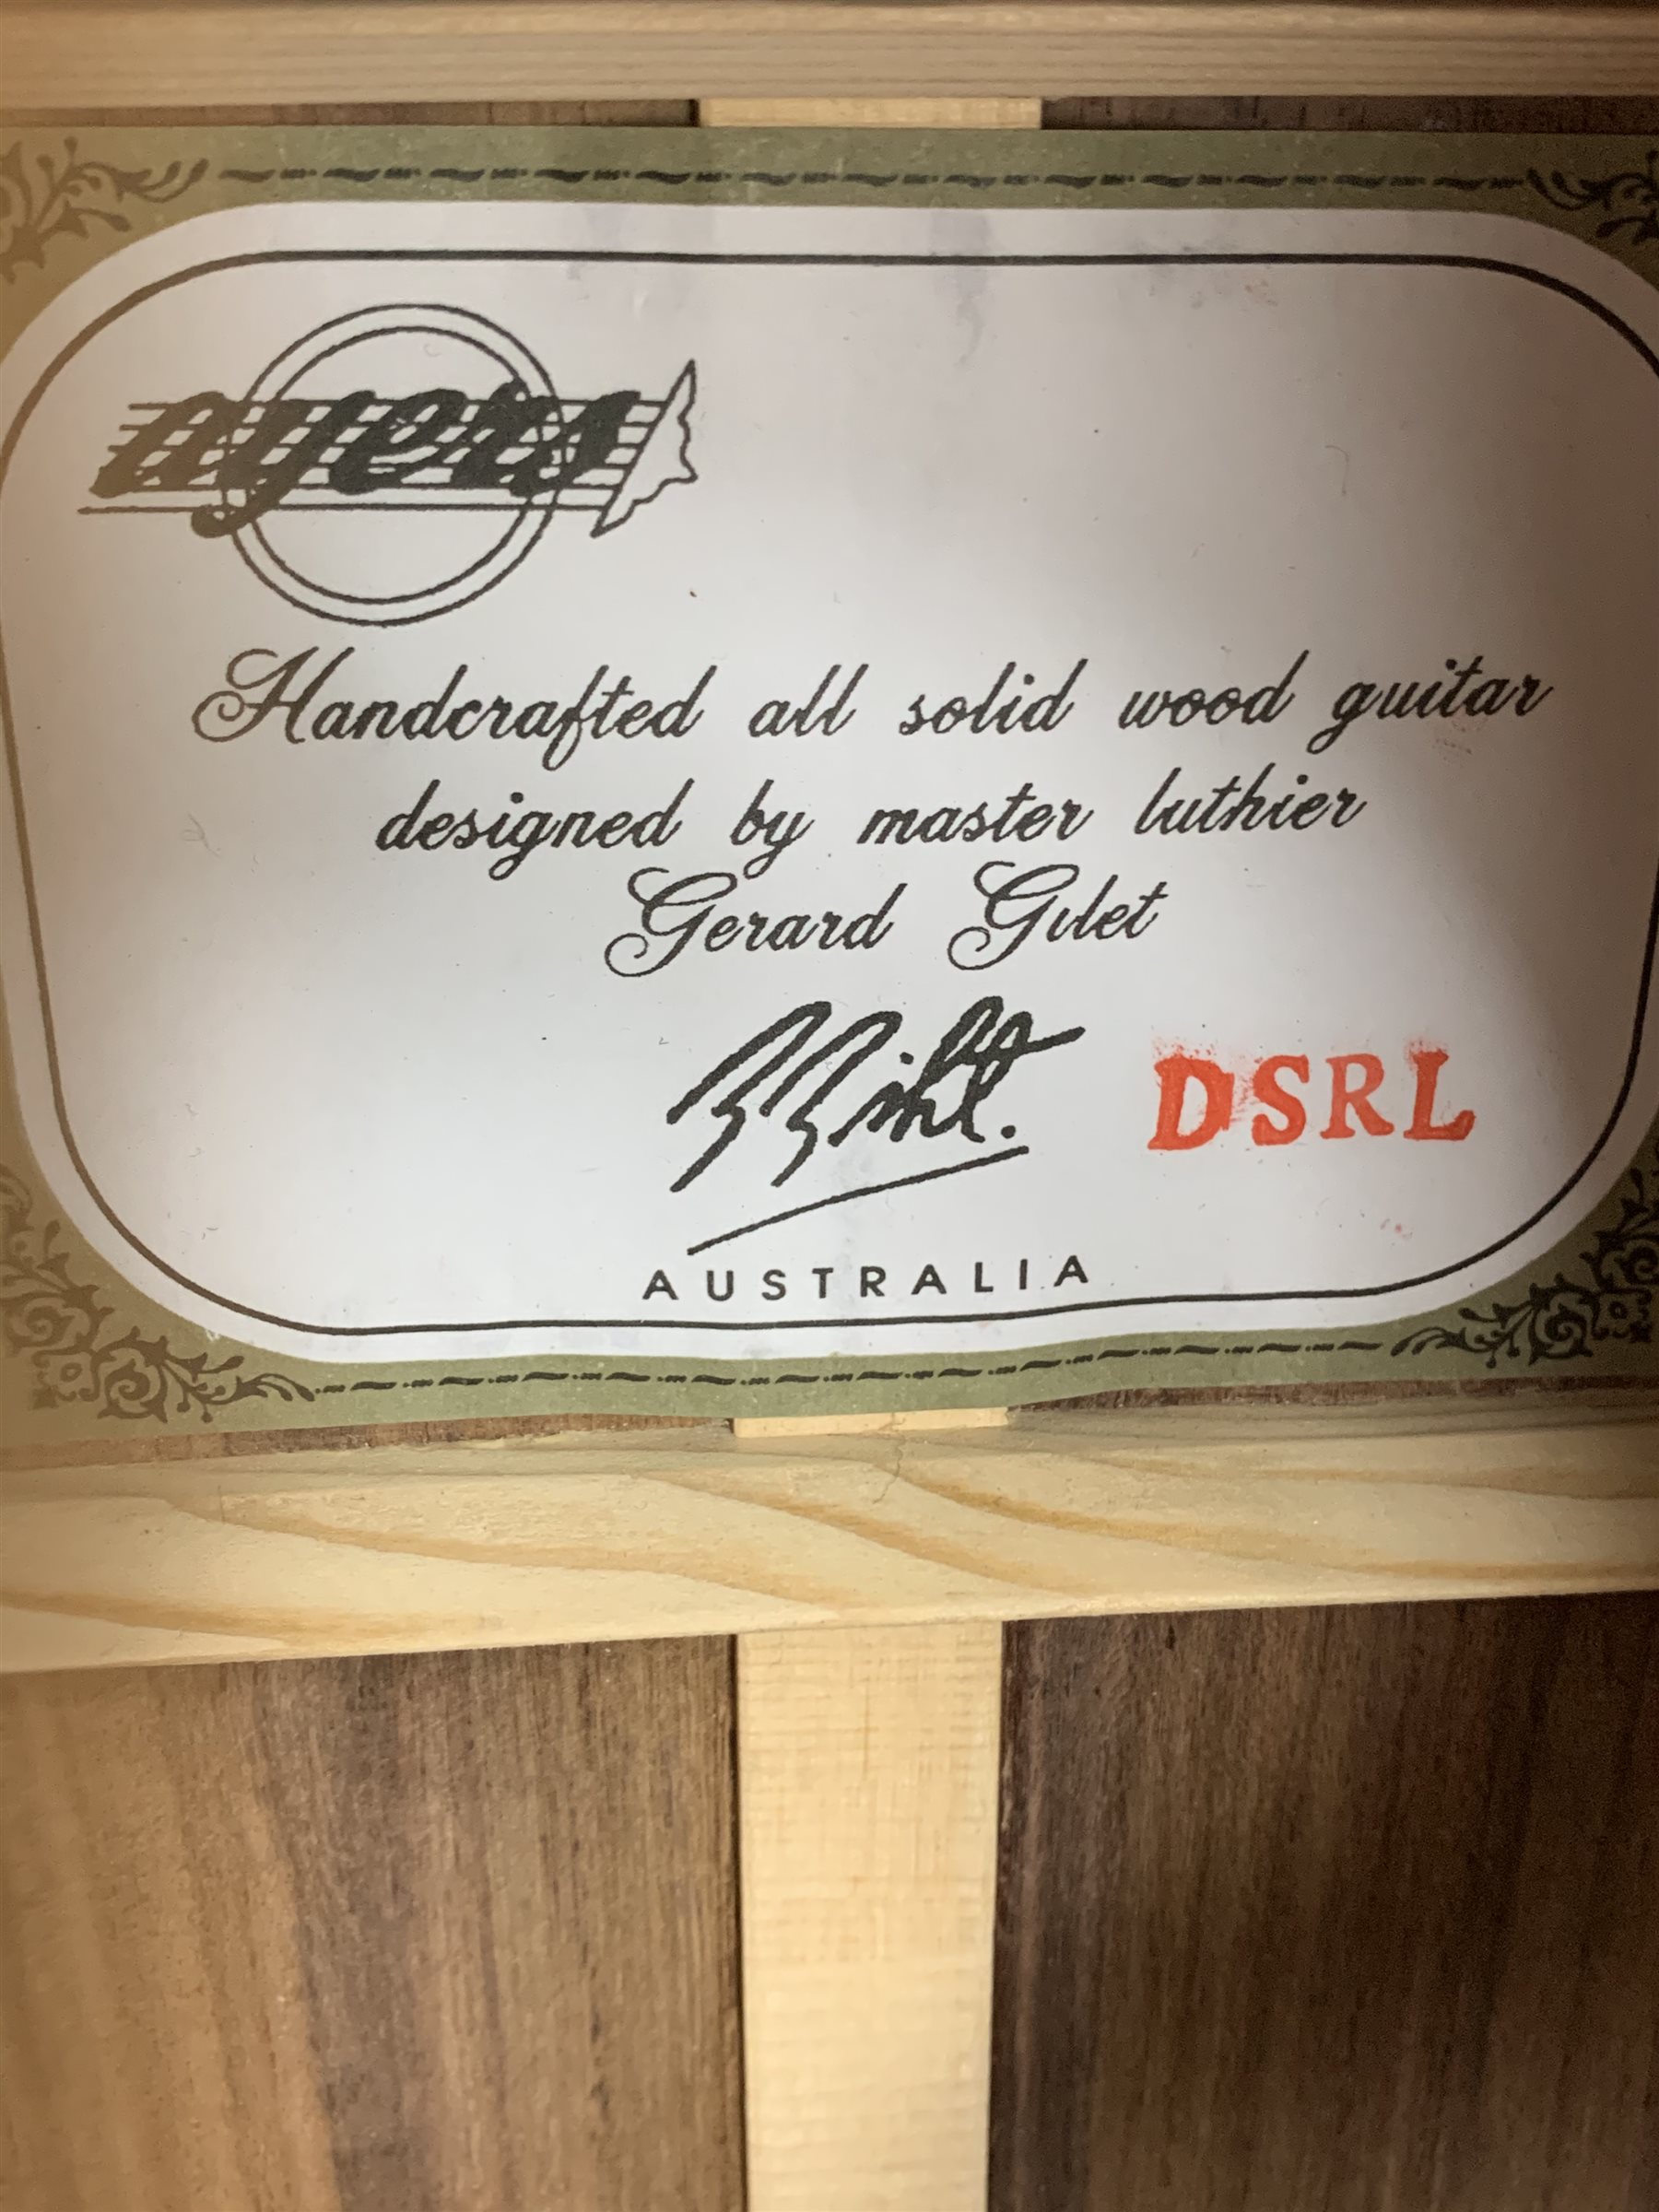 ayers
Handcrafted all solid wood guitar
designed by master luthier
Gerard Gilet
DSRL
AUSTRALIA